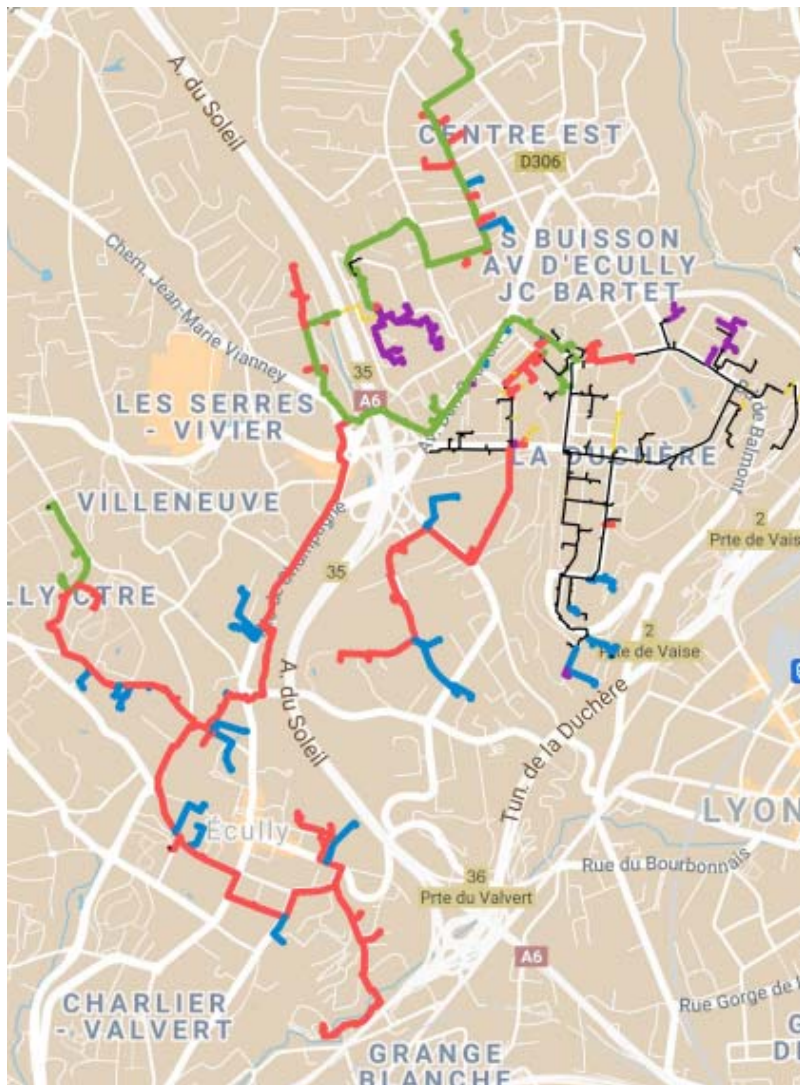 A. du Soleil
CENTRE EST
D306
S BUISSON
AV D'ECULLY
JC BARTET
Chem. Jean-Marie Vianney
35
A6
LES SERRES
- VIVIER
LA DUCHÈRE
de Balmont
VILLENEUVE
Champagne
2
Prte de Vaise
35
LLY CTRE
2
Pte de Vaise
A. du Soleil
Tun. de la Duchère
LYON
Écully
Rue du Bourbonnais
36
Prte du Valvert
A6
CHARLIER
- VALVERT
Rue Gorge de
GRANGE
BLANCHE